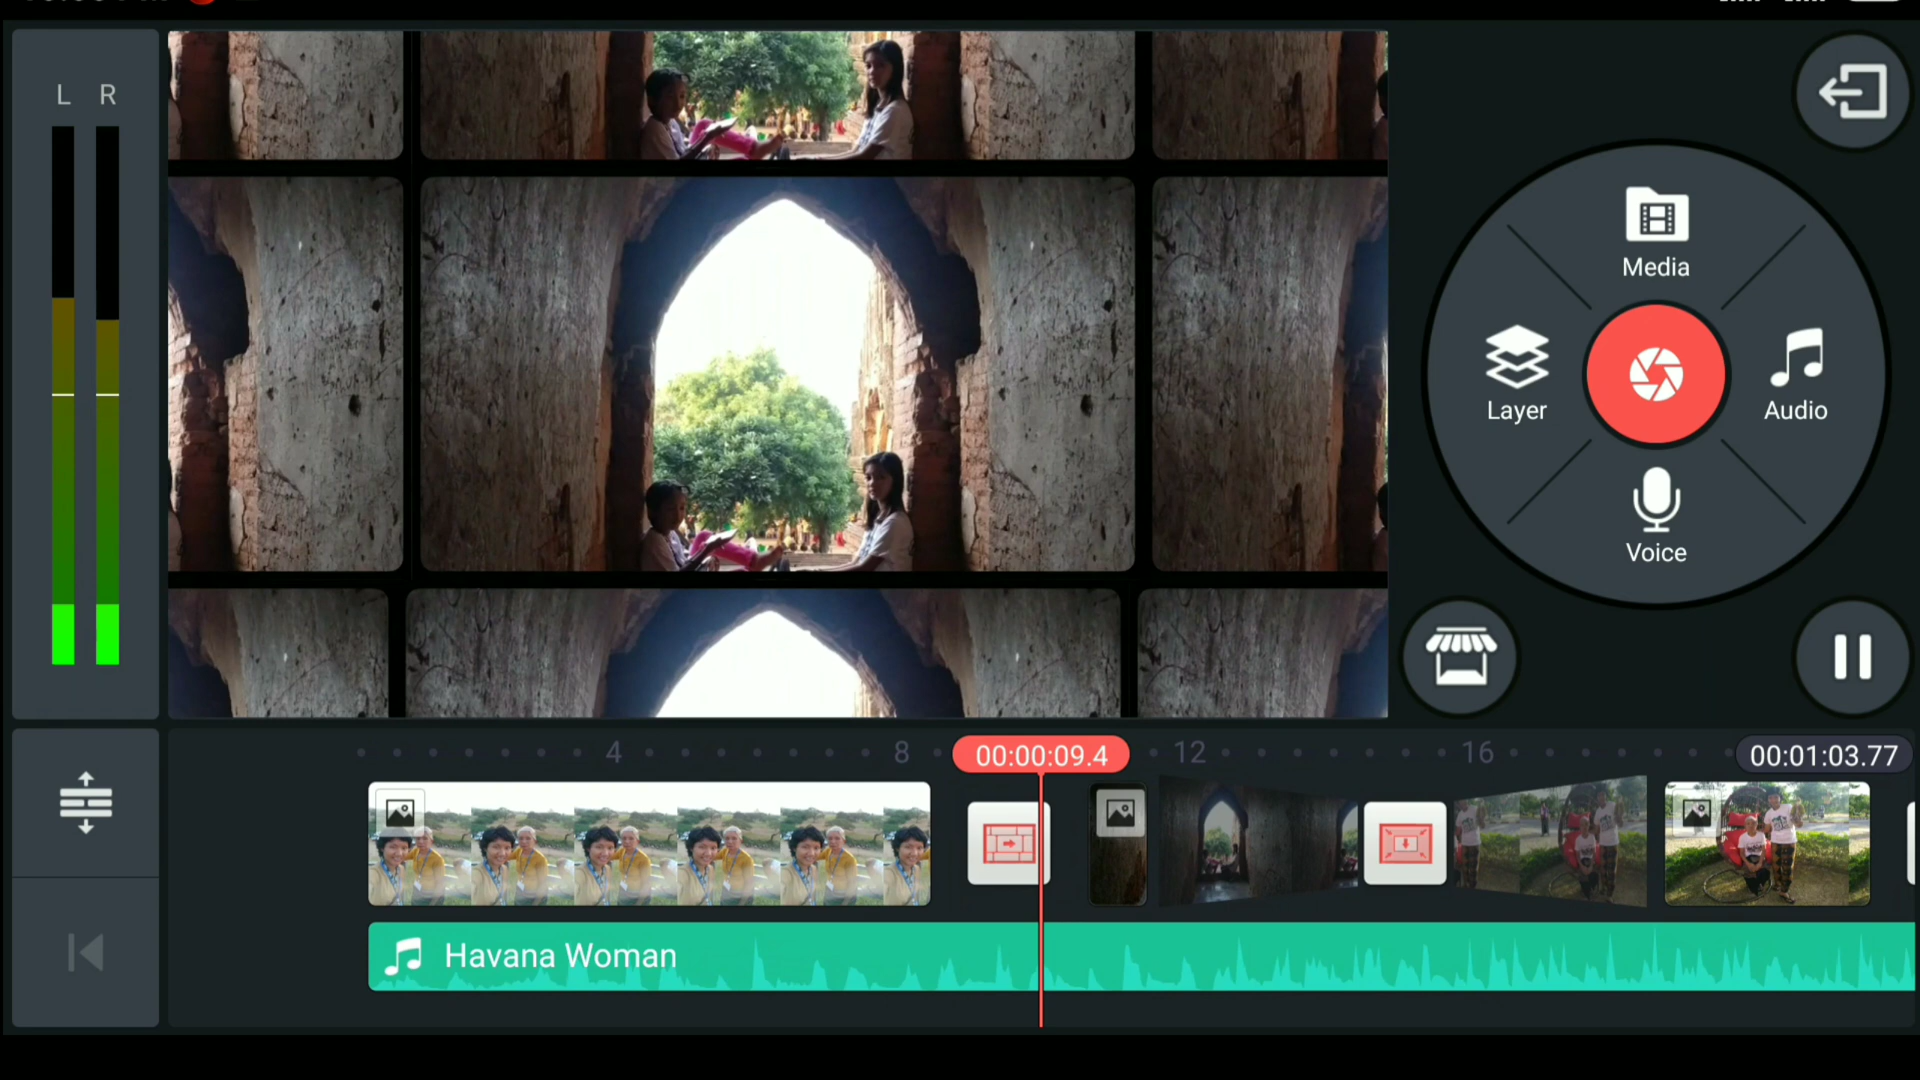 L R
Media
Layer
Audio
Voice
4 8 00:00:09.4 12 16 00:01:03.77
Havana Woman